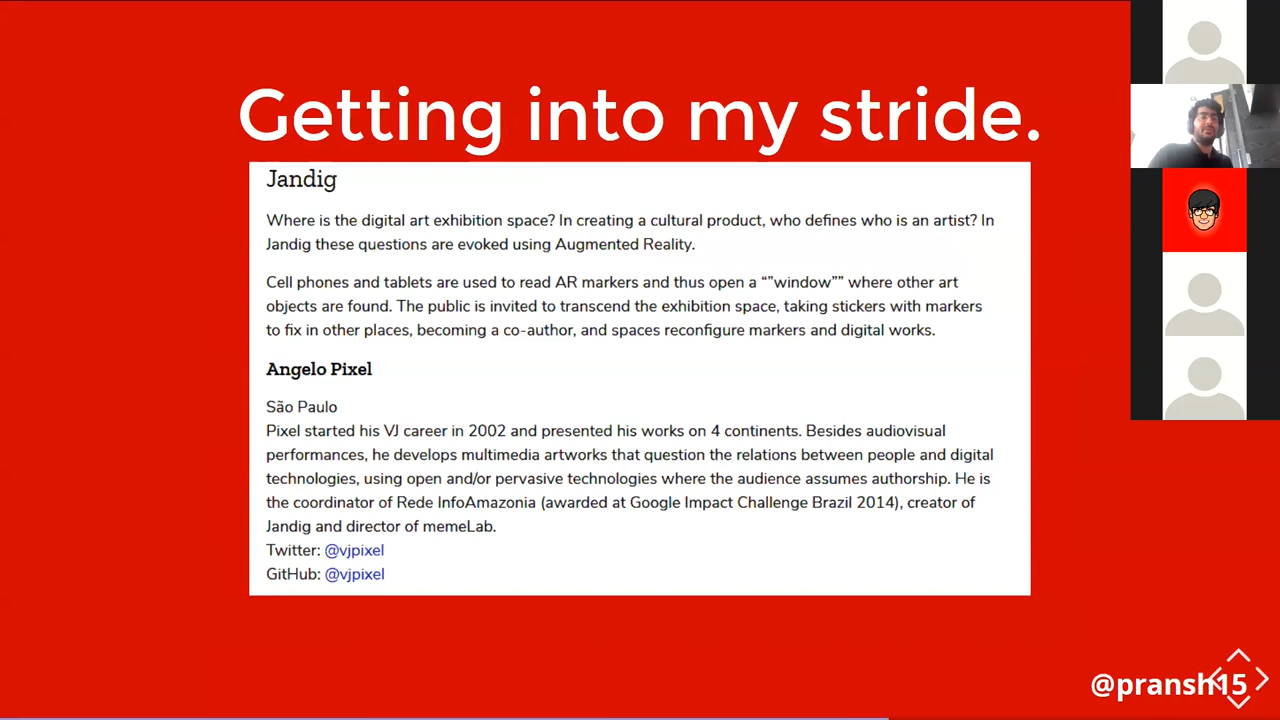 Getting into my stride.
Jandig
Where is the digital art exhibition space? In creating a cultural product, who defines who is an artist? In
Jandig these questions are evoked using Augmented Reality.
Cell phones and tablets are used to read AR markers and thus open a “”window”” where other art
objects are found. The public is invited to transcend the exhibition space, taking stickers with markers
to fix in other places, becoming a co-author, and spaces reconfigure markers and digital works.
Angelo Pixel
São Paulo
Pixel started his VJ career in 2002 and presented his works on 4 continents. Besides audiovisual
performances, he develops multimedia artworks that question the relations between people and digital
technologies, using open and/or pervasive technologies where the audience assumes authorship. He is
the coordinator of Rede InfoAmazonia (awarded at Google Impact Challenge Brazil 2014), creator of
Jandig and director of memeLab.
Twitter: @vjpixel
GitHub: @vjpixel
@pransh15